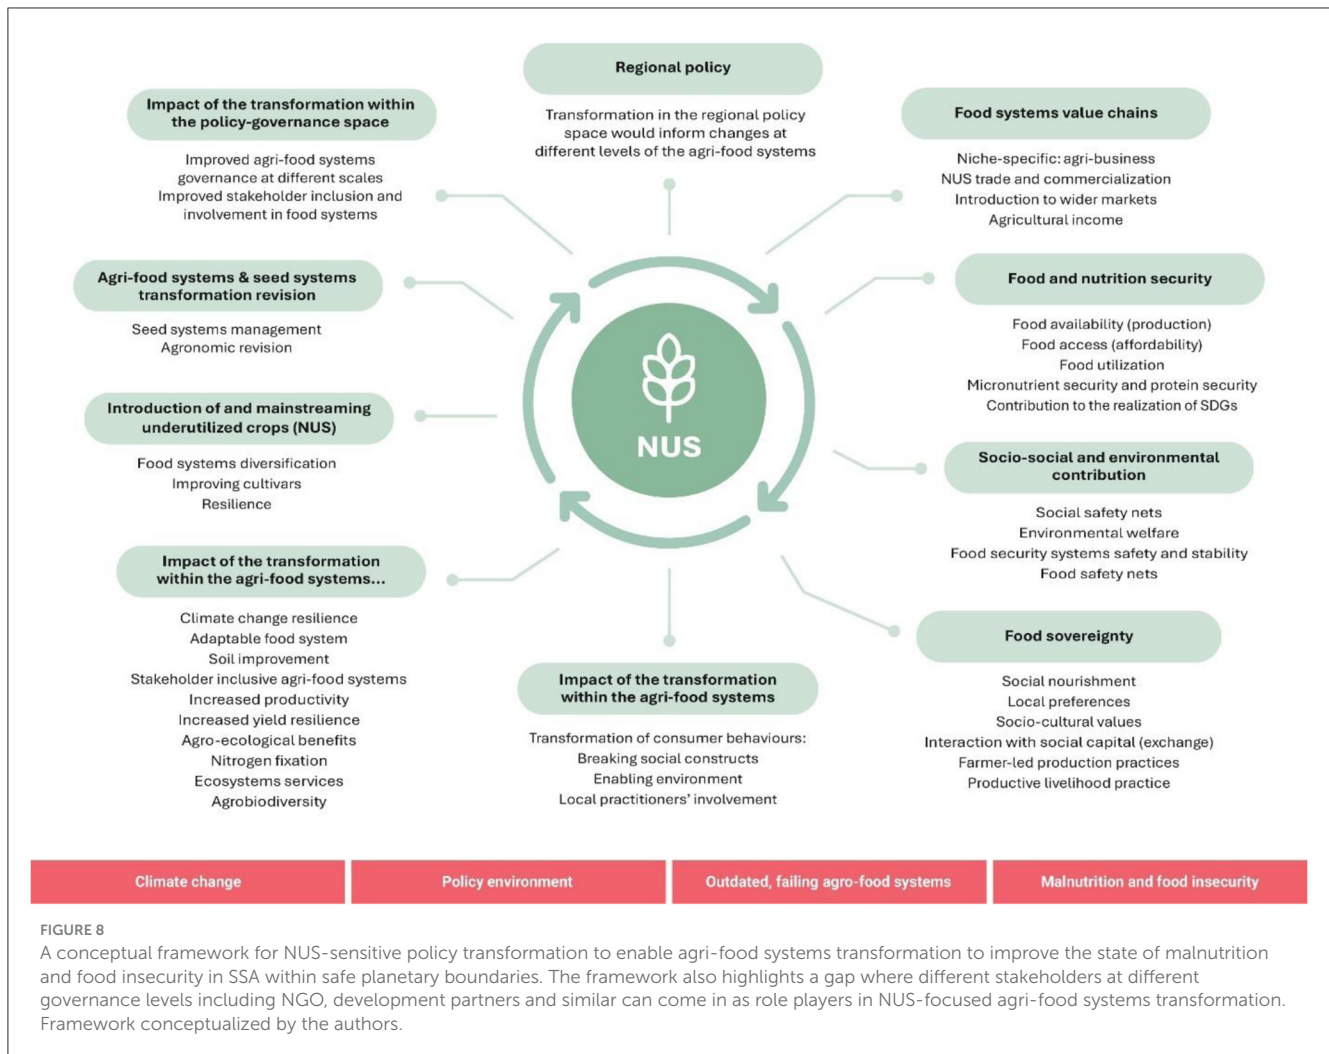 Regional policy
Transformation in the regional policy
space would inform changes at
different levels of the agri-food systems
Impact of the transformation within
the policy-governance space
Improved agri-food systems
governance at different scales
Improved stakeholder inclusion and
involvement in food systems
Food systems value chains
Niche-specific: agri-business
NUS trade and commercialization
Introduction to wider markets
Agricultural income
Agri-food systems & seed systems
transformation revision
Seed systems management
Agronomic revision
Food and nutrition security
Food availability (production)
Food access (affordability)
Food utilization
Micronutrient security and protein security
Contribution to the realization of SDGs
NUS
Introduction of and mainstreaming
underutilized crops (NUS)
Food systems diversification
Improving cultivars
Resilience
Socio-social and environmental
contribution
Social safety nets
Environmental welfare
Food security systems safety and stability
Food safety nets
Impact of the transformation
within the agri-food systems...
Climate change resilience
Adaptable food system
Soil improvement
Stakeholder inclusive agri-food systems
Increased productivity
Increased yield resilience
Agro-ecological benefits
Nitrogen fixation
Ecosystems services
Agrobiodiversity
Impact of the transformation
within the agri-food systems
Transformation of consumer behaviours:
Breaking social constructs
Enabling environment
Local practitioners' involvement
Food sovereignty
Social nourishment
Local preferences
Socio-cultural values
Interaction with social capital (exchange)
Farmer-led production practices
Productive livelihood practice
Climate change
Policy environment
Outdated, failing agro-food systems
Malnutrition and food insecurity
FIGURE 8
A conceptual framework for NUS-sensitive policy transformation to enable agri-food systems transformation to improve the state of malnutrition
and food insecurity in SSA within safe planetary boundaries. The framework also highlights a gap where different stakeholders at different
governance levels including NGO, development partners and similar can come in as role players in NUS-focused agri-food systems transformation.
Framework conceptualized by the authors.